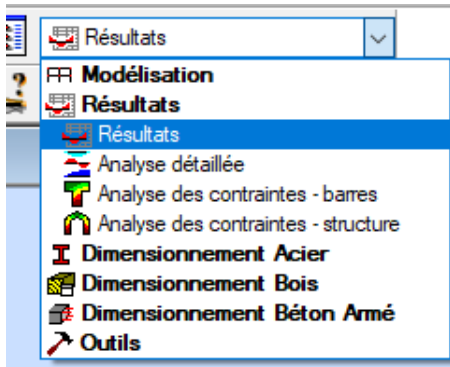 Résultats
Modélisation
Résultats
Résultats
Analyse détaillée
Analyse des contraintes - barres
Analyse des contraintes - structure
Dimensionnement Acier
Dimensionnement Bois
Dimensionnement Béton Armé
Outils